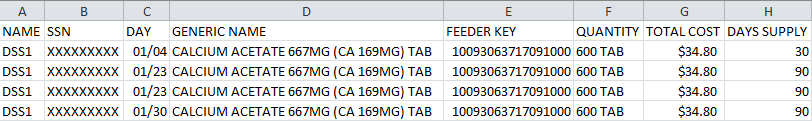 A B C D E F G H
NAME SSN DAY GENERIC NAME FEEDER KEY QUANTITY TOTAL COST DAYS SUPPLY
DSS1 XXXXXXXXX 01/04 CALCIUM ACETATE 667MG (CA 169MG) TAB 10093063717091000 600 TAB $34.80 30
DSS1 XXXXXXXXX 01/23 CALCIUM ACETATE 667MG (CA 169MG) TAB 10093063717091000 600 TAB $34.80 90
DSS1 XXXXXXXXX 01/23 CALCIUM ACETATE 667MG (CA 169MG) TAB 10093063717091000 600 TAB $34.80 90
DSS1 XXXXXXXXX 01/30 CALCIUM ACETATE 667MG (CA 169MG) TAB 10093063717091000 600 TAB $34.80 90